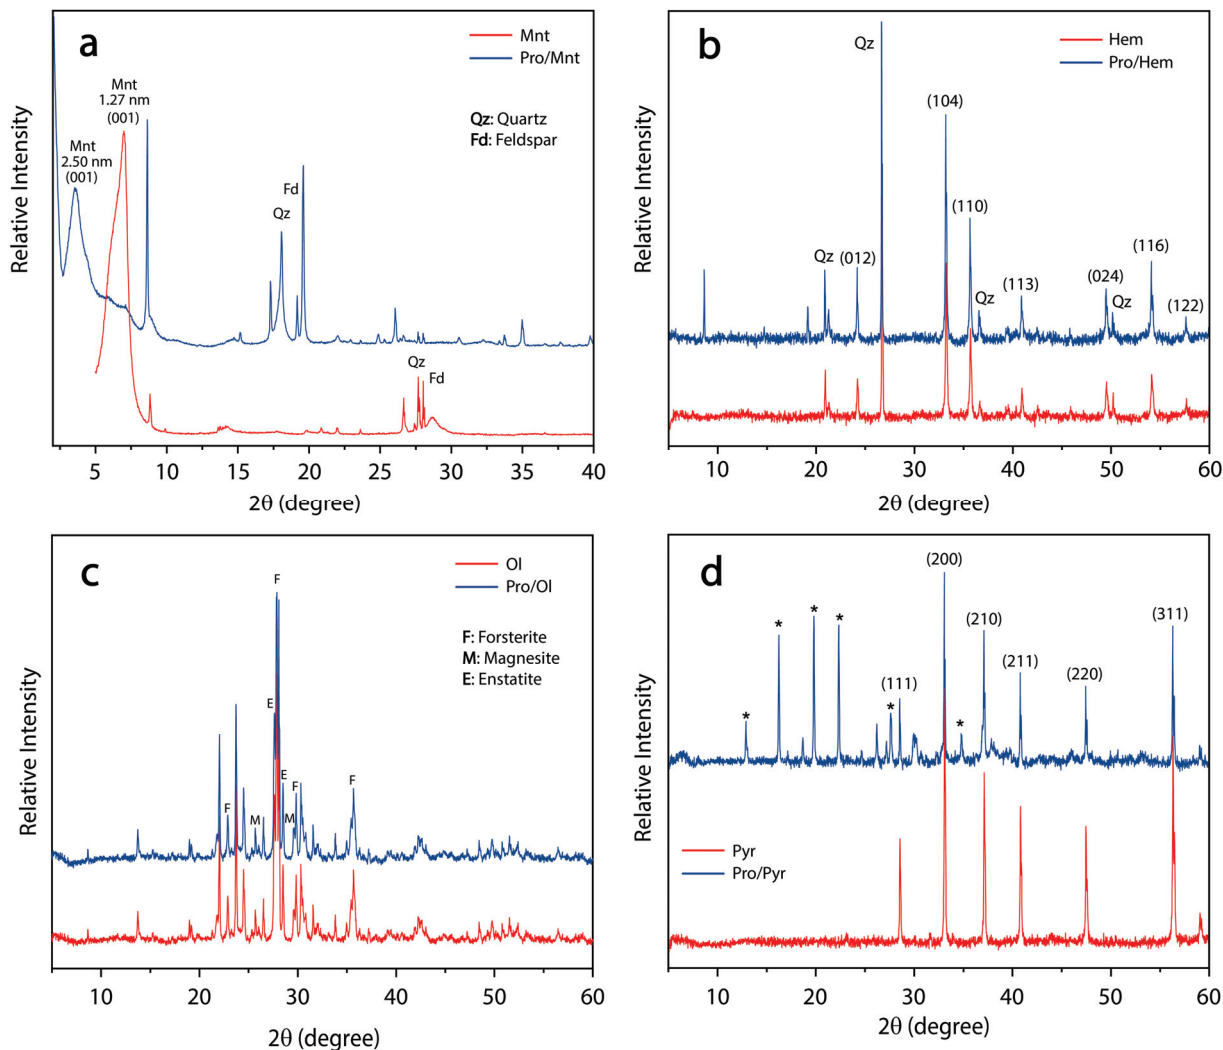 a
Mnt
Pro/Mnt
Qz: Quartz
Fd: Feldspar
Mnt
1.27 nm
(001)
Mnt
2.50 nm
(001)
Fd
Qz
Qz
Fd
Relative Intensity
5 10 15 20 25 30 35 40
2θ (degree)
b
Hem
Pro/Hem
Qz
(104)
(110)
Qz (012)
Qz
(113)
(024)
Qz
(116)
(122)
Relative Intensity
10 20 30 40 50 60
2θ (degree)
c
Ol
Pro/Ol
F: Forsterite
M: Magnesite
E: Enstatite
F
E
E
F
M
M
F
F
Relative Intensity
10 20 30 40 50 60
2θ (degree)
d
(200)
* * *
(210)
(311)
(211)
(220)
(111)
*
*
*
Pyr
Pro/Pyr
Relative Intensity
10 20 30 40 50 60
2θ (degree)